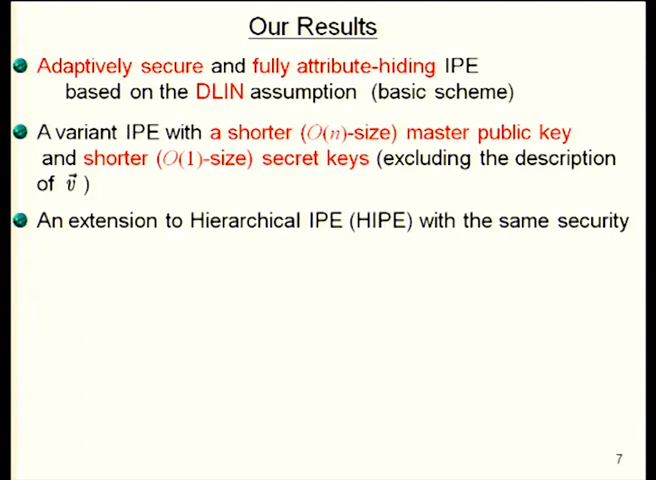 Our Results
Adaptively secure and fully attribute-hiding IPE
based on the DLIN assumption (basic scheme)
A variant IPE with a shorter (O(n)-size) master public key
and shorter (O(1)-size) secret keys (excluding the description
of v⃗ )
An extension to Hierarchical IPE (HIPE) with the same security
7